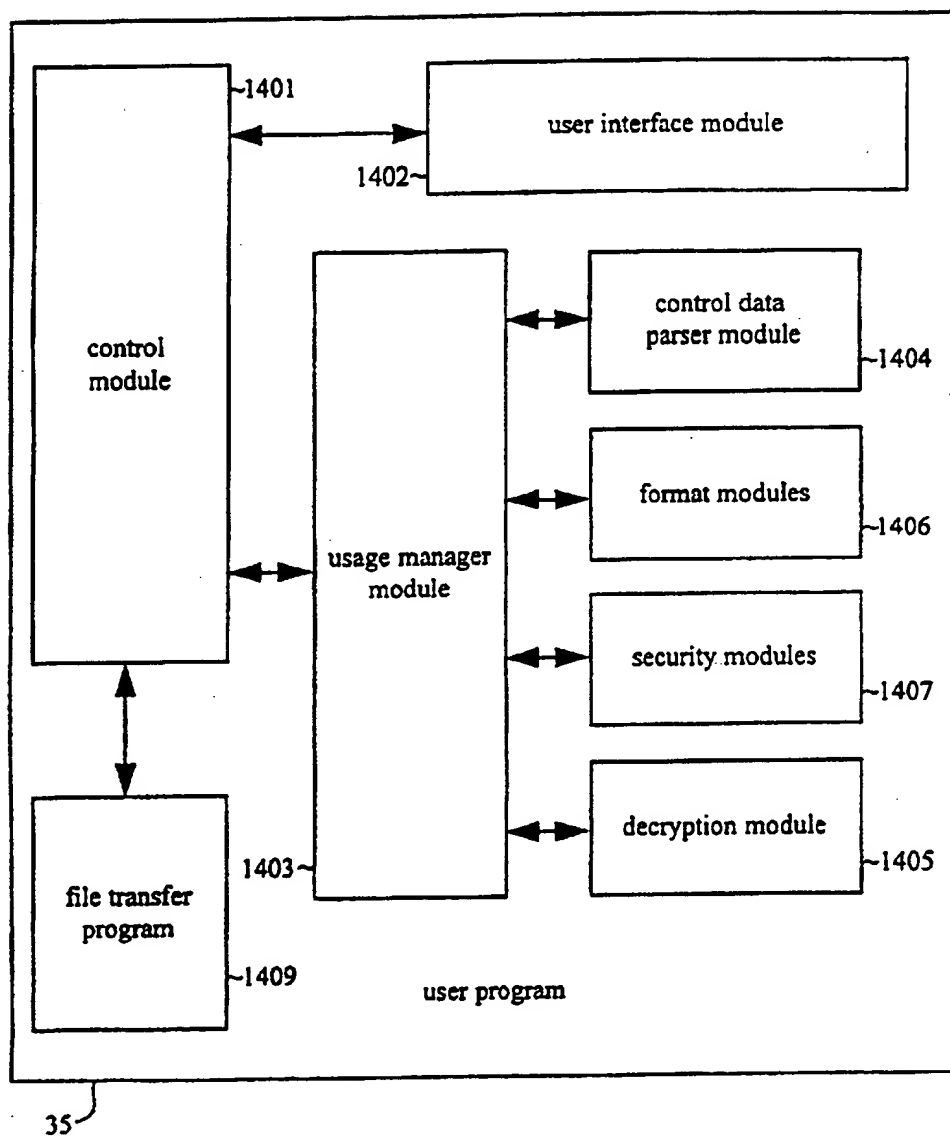 1401
user interface module
1402
control
module
control data
parser module
1404
format modules
1406
usage manager
module
security modules
1407
decryption module
1405
1403
file transfer
program
1409
user program
35